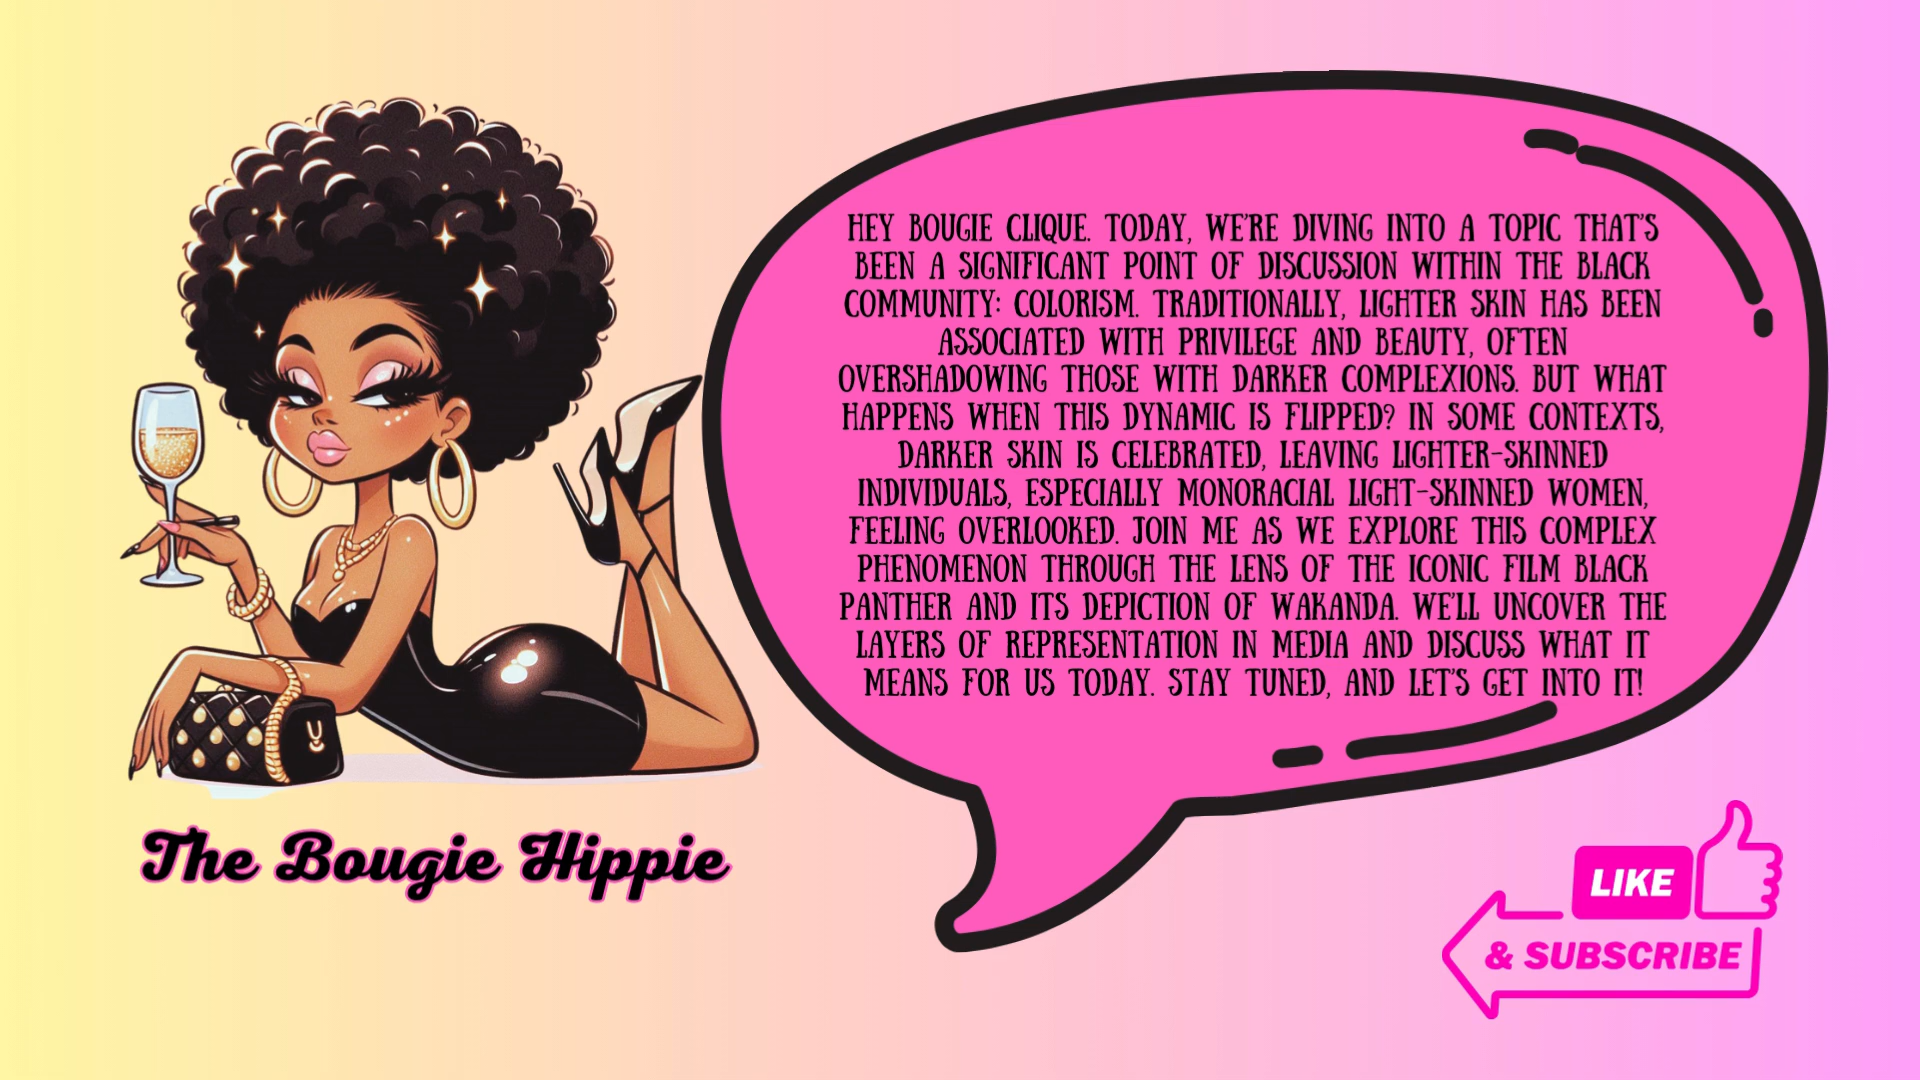 HEY BOUGIE CLIQUE. TODAY, WE'RE DIVING INTO A TOPIC THAT'S
BEEN A SIGNIFICANT POINT OF DISCUSSION WITHIN THE BLACK
COMMUNITY: COLORISM. TRADITIONALLY, LIGHTER SKIN HAS BEEN
ASSOCIATED WITH PRIVILEGE AND BEAUTY, OFTEN
OVERSHADOWING THOSE WITH DARKER COMPLEXIONS. BUT WHAT
HAPPENS WHEN THIS DYNAMIC IS FLIPPED? IN SOME CONTEXTS,
DARKER SKIN IS CELEBRATED, LEAVING LIGHTER-SKINNED
INDIVIDUALS, ESPECIALLY MONORACIAL LIGHT-SKINNED WOMEN,
FEELING OVERLOOKED. JOIN ME AS WE EXPLORE THIS COMPLEX
PHENOMENON THROUGH THE LENS OF THE ICONIC FILM BLACK
PANTHER AND ITS DEPICTION OF WAKANDA. WE'LL UNCOVER THE
LAYERS OF REPRESENTATION IN MEDIA AND DISCUSS WHAT IT
MEANS FOR US TODAY. STAY TUNED, AND LET'S GET INTO IT!
The Bougie Hippie
LIKE
& SUBSCRIBE